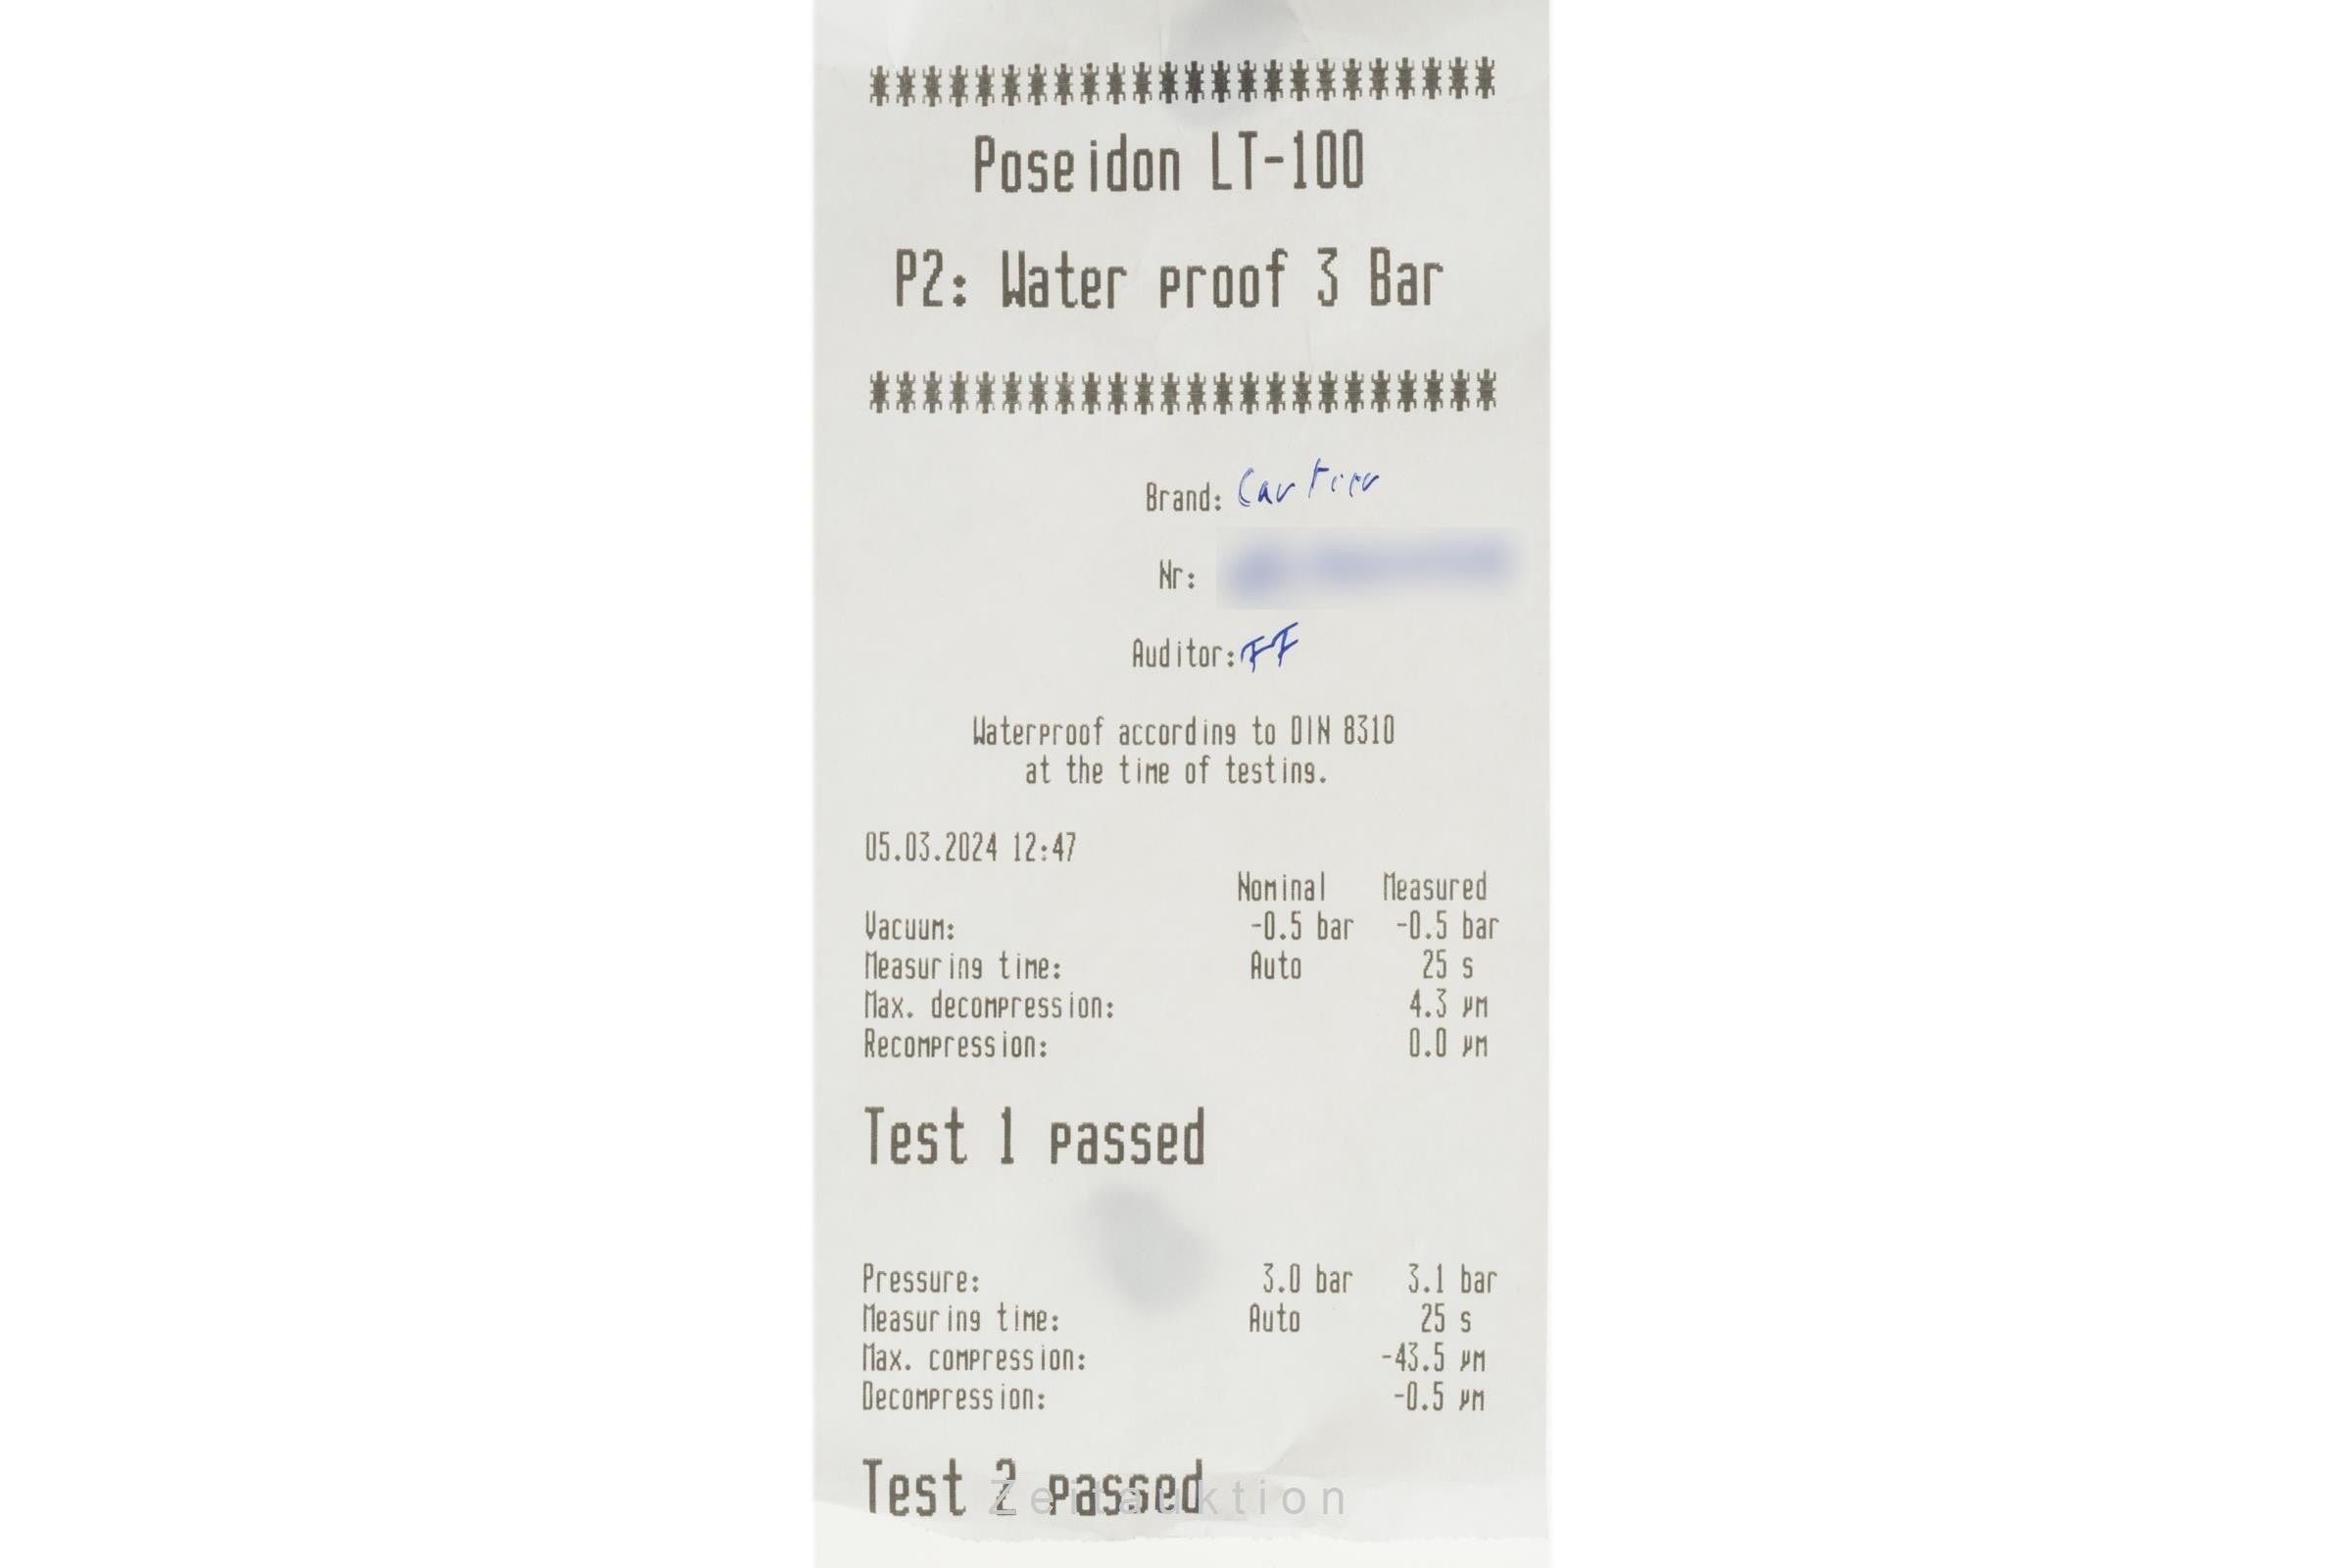 ************************
Poseidon LT-100
P2: Water proof 3 Bar
************************
Brand: Cartier
Nr:
Auditor: FF
Waterproof according to DIN 8310
at the time of testing.
05.03.2024 12:47
Nominal Measured
Vacuum: -0.5 bar -0.5 bar
Measuring time: Auto 25 s
Max. decompression: 4.3 µm
Recompression: 0.0 µm
Test 1 passed
Pressure: 3.0 bar 3.1 bar
Measuring time: Auto 25 s
Max. compression: -43.5 µm
Decompression: -0.5 µm
Test 2 passed
Zeitauktion